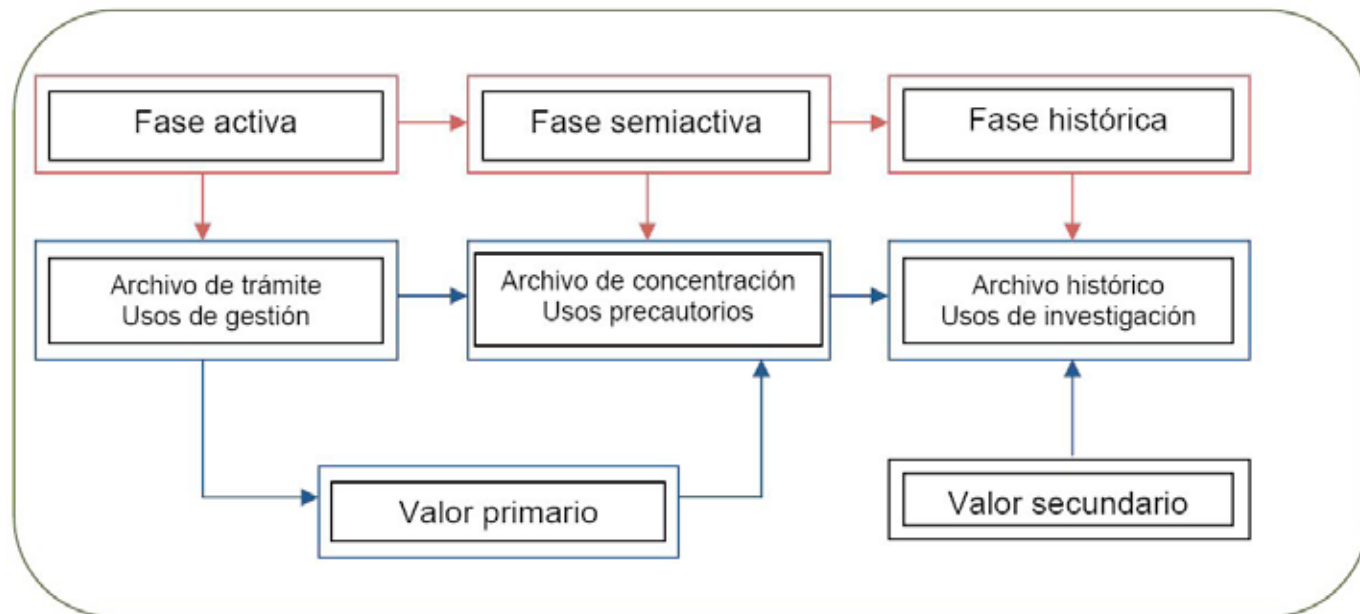 Fase activa
Fase semiactiva
Fase histórica
Archivo de trámite
Usos de gestión
Archivo de concentración
Usos precautorios
Archivo histórico
Usos de investigación
Valor primario
Valor secundario